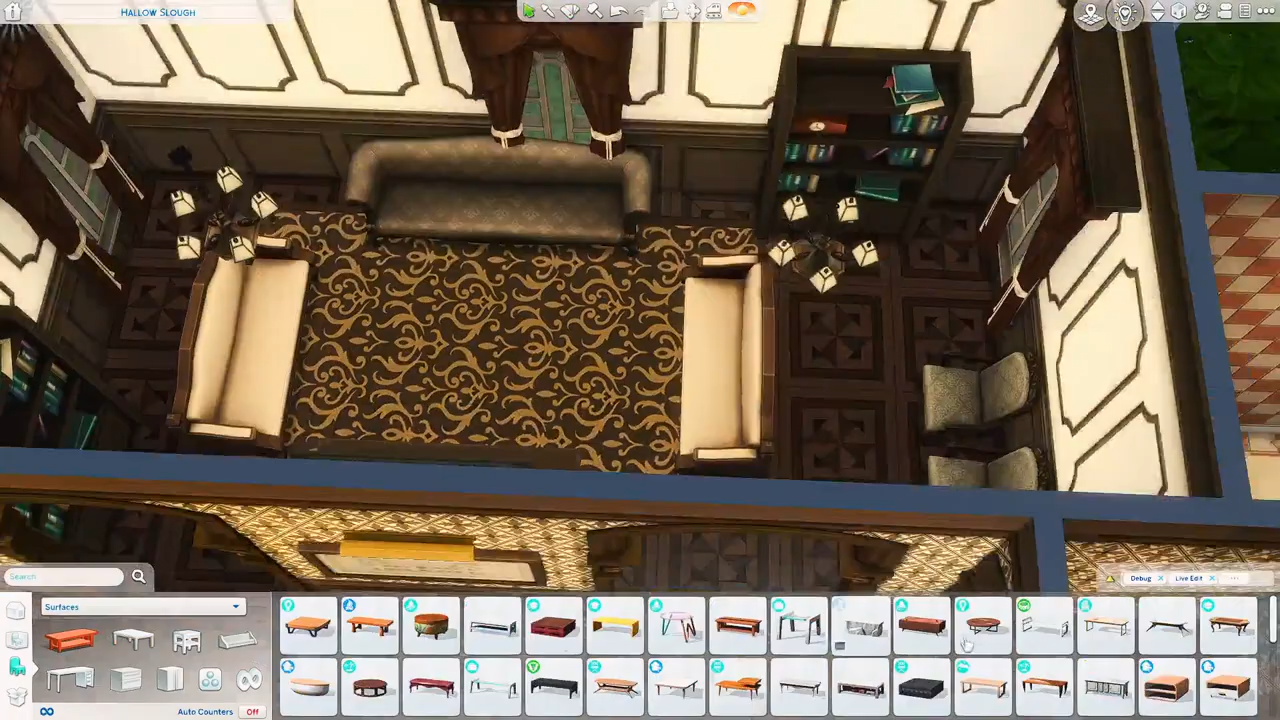 HALLOW SLOUGH
Search
Debug
Live Edit
Surfaces
Auto Counters
Off